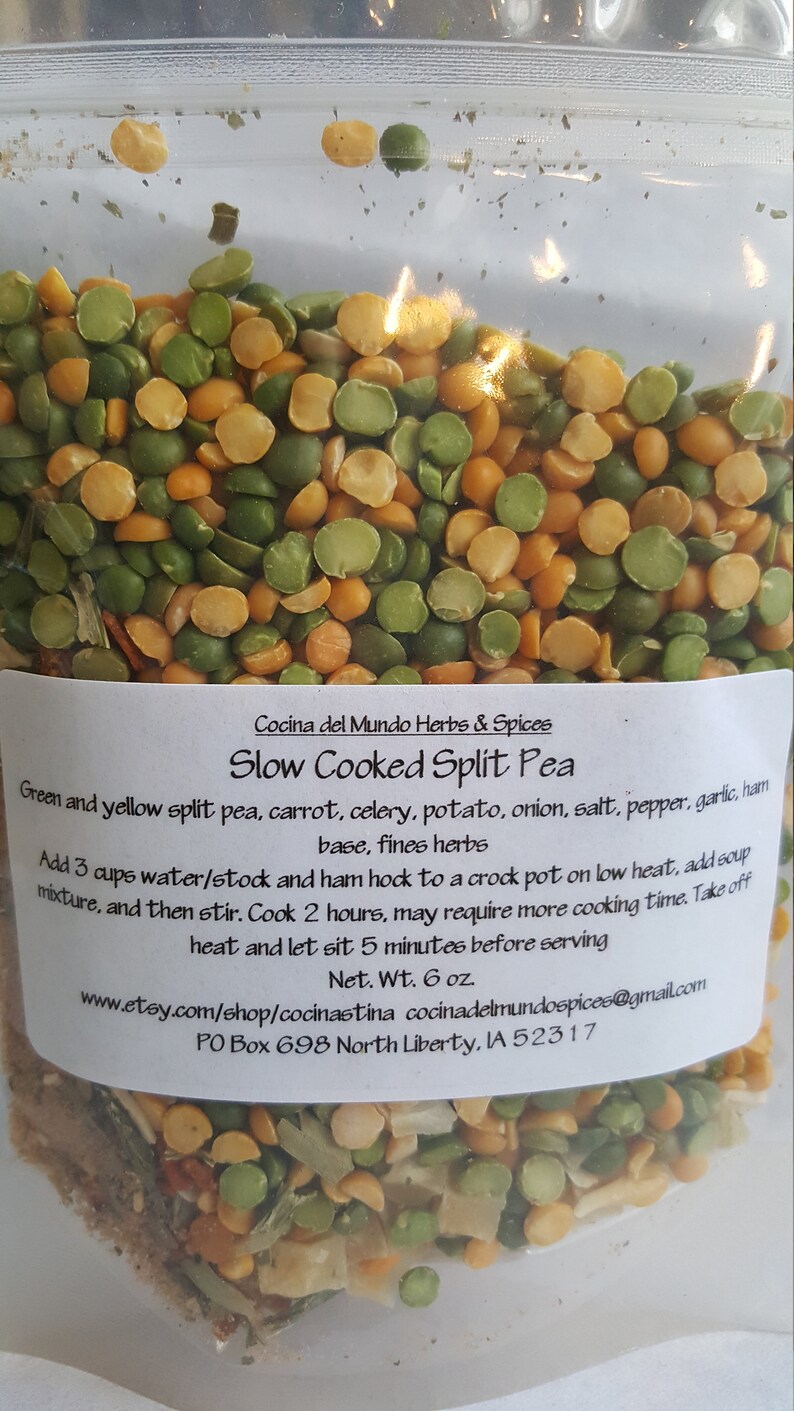 Cocina del Mundo Herbs & Spices
Slow Cooked Split Pea
Green and yellow split pea, carrot, celery, potato, onion, salt, pepper, garlic, ham
base, fines herbs
Add 3 cups water/stock and ham hock to a crock pot on low heat, add soup
mixture, and then stir. Cook 2 hours, may require more cooking time. Take off
heat and let sit 5 minutes before serving
Net. Wt. 6 oz.
www.etsy.com/shop/cocinastina cocinadelmundospices@gmail.com
PO Box 698 North Liberty, IA 52317